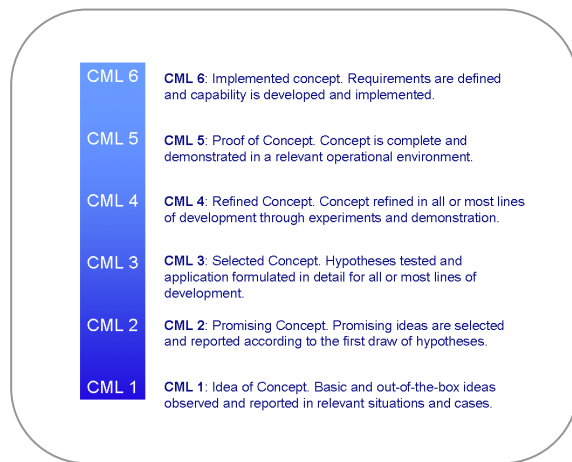 CML 6
CML 6: Implemented concept. Requirements are defined
and capability is developed and implemented.
CML 5
CML 5: Proof of Concept. Concept is complete and
demonstrated in a relevant operational environment.
CML 4
CML 4: Refined Concept. Concept refined in all or most lines
of development through experiments and demonstration.
CML 3
CML 3: Selected Concept. Hypotheses tested and
application formulated in detail for all or most lines of
development.
CML 2
CML 2: Promising Concept. Promising ideas are selected
and reported according to the first draw of hypotheses.
CML 1
CML 1: Idea of Concept. Basic and out-of-the-box ideas
observed and reported in relevant situations and cases.